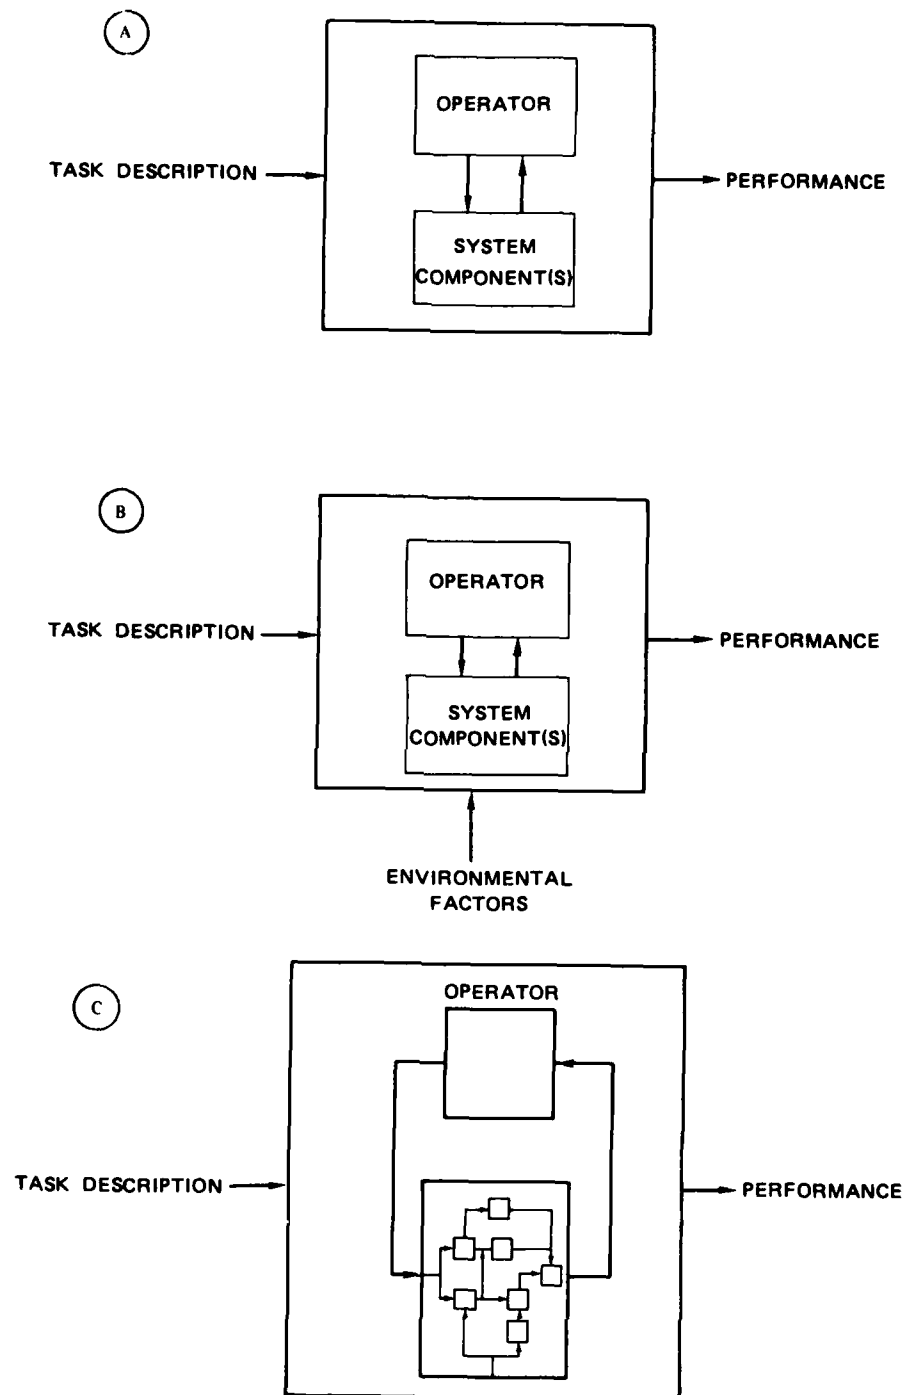 A
OPERATOR
TASK DESCRIPTION
PERFORMANCE
SYSTEM
COMPONENT(S)
B
OPERATOR
TASK DESCRIPTION
PERFORMANCE
SYSTEM
COMPONENT(S)
ENVIRONMENTAL
FACTORS
C
OPERATOR
TASK DESCRIPTION
PERFORMANCE